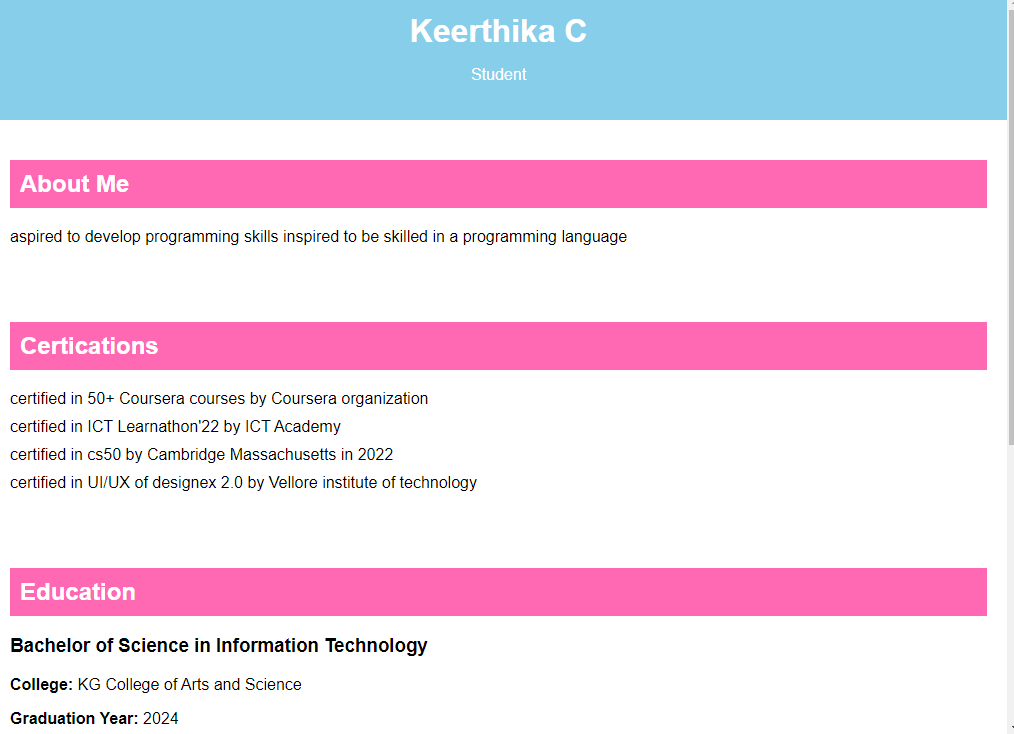 Keerthika C
Student
About Me
aspired to develop programming skills inspired to be skilled in a programming language
Certications
certified in 50+ Coursera courses by Coursera organization
certified in ICT Learnathon'22 by ICT Academy
certified in cs50 by Cambridge Massachusetts in 2022
certified in UI/UX of designex 2.0 by Vellore institute of technology
Education
Bachelor of Science in Information Technology
College: KG College of Arts and Science
Graduation Year: 2024